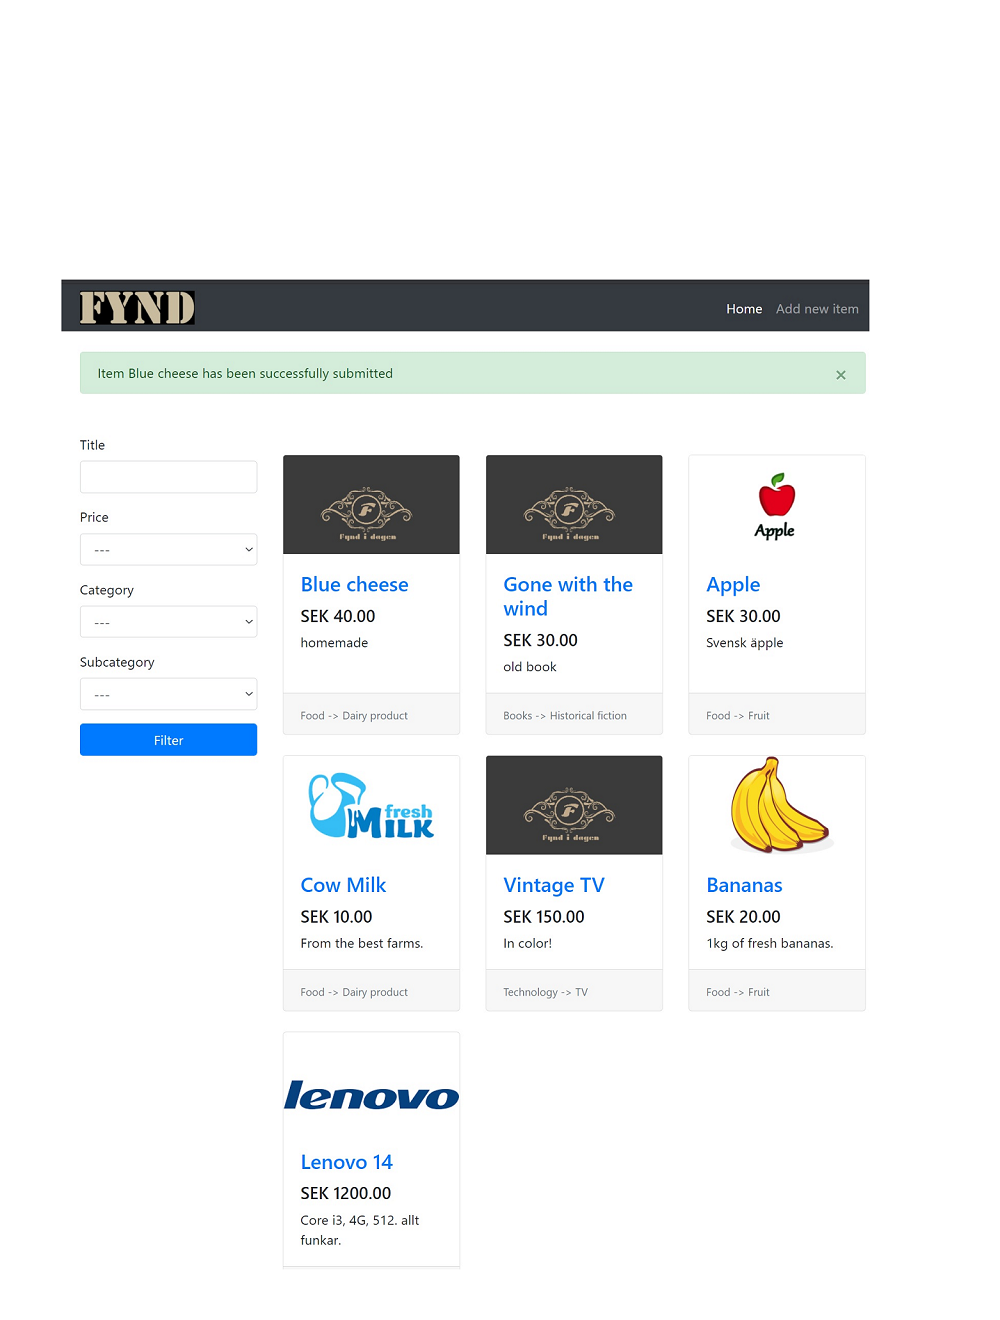 FYND
Home
Add new item
Item Blue cheese has been successfully submitted
×
Title
Price
---
Category
---
Subcategory
---
Filter
F
Fynd i dagen
Blue cheese
SEK 40.00
homemade
Food -> Dairy product
F
Fynd i dagen
Gone with the
wind
SEK 30.00
old book
Books -> Historical fiction
Apple
Apple
SEK 30.00
Svensk äpple
Food -> Fruit
fresh
MILK
Cow Milk
SEK 10.00
From the best farms.
Food -> Dairy product
F
Fynd i dagen
Vintage TV
SEK 150.00
In color!
Technology -> TV
Bananas
SEK 20.00
1kg of fresh bananas.
Food -> Fruit
lenovo
Lenovo 14
SEK 1200.00
Core i3, 4G, 512. allt
funkar.